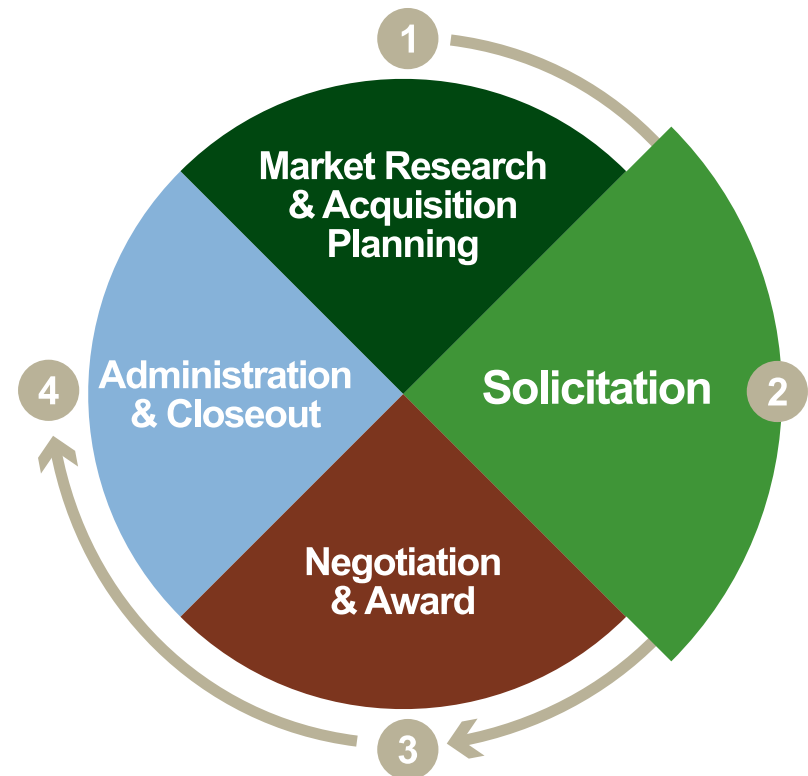 1
Market Research
& Acquisition
Planning
Solicitation
2
Negotiation
& Award
3
Administration
& Closeout
4